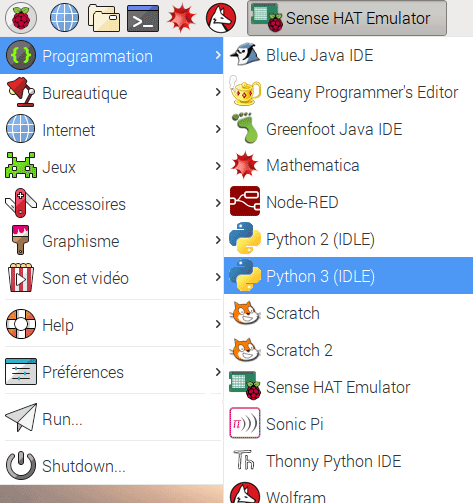 Sense HAT Emulator
Programmation
Bureautique
Internet
Jeux
Accessoires
Graphisme
Son et vidéo
Help
Préférences
Run...
Shutdown...
BlueJ Java IDE
Geany Programmer's Editor
Greenfoot Java IDE
Mathematica
Node-RED
Python 2 (IDLE)
Python 3 (IDLE)
Scratch
Scratch 2
Sense HAT Emulator
Sonic Pi
Thonny Python IDE
Wolfram